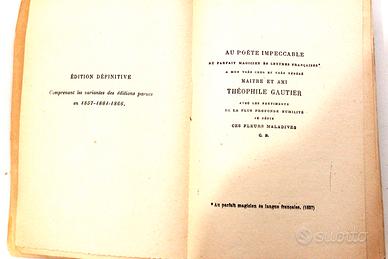 ÉDITION DÉFINITIVE
Comprenant les variantes des éditions parues
en 1857-1861-1866.
AU POÈTE IMPECCABLE
AU PARFAIT MAGICIEN ÈS LETTRES FRANÇAISES*
A MON TRÈS CHER ET TRÈS VÉNÉRÉ
MAITRE ET AMI
THÉOPHILE GAUTIER
AVEC LES SENTIMENTS
DE LA PLUS PROFONDE HUMILITÉ
JE DÉDIE
CES FLEURS MALADIVES
C. B.
* Au parfait magicien ès langue française. (1857)
subito